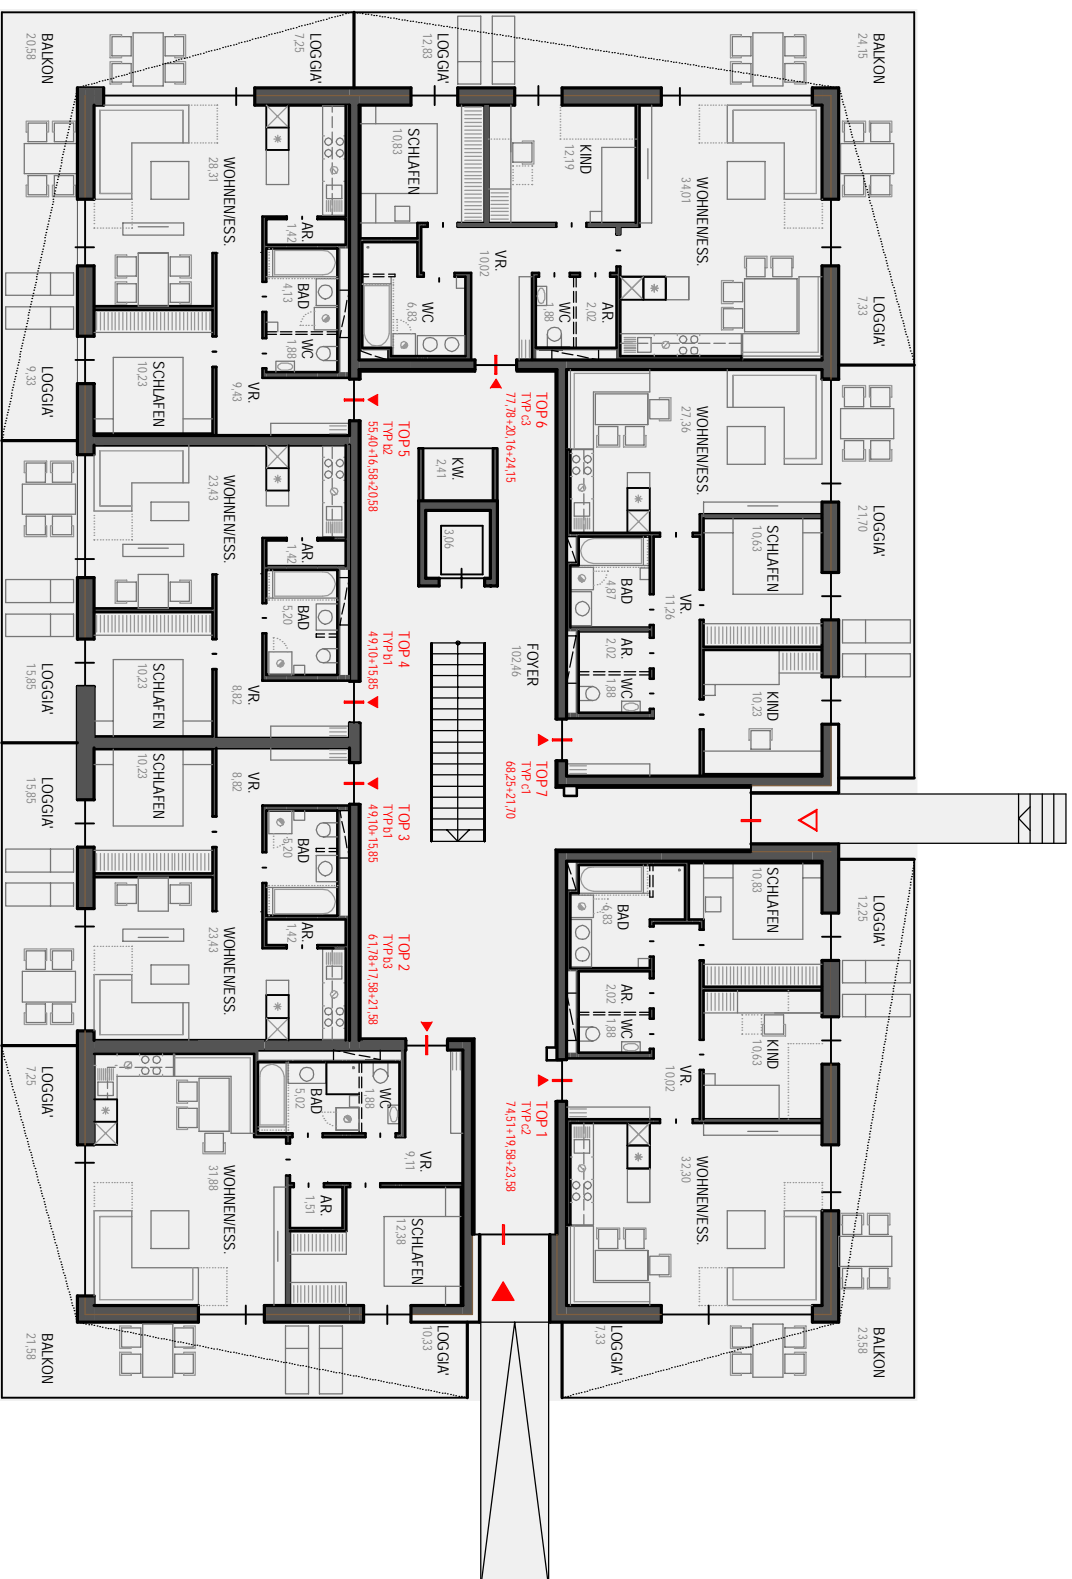 BALKON
20,58
LOGGIA'
7,25
LOGGIA'
12,83
BALKON
24,15
WOHNEN/ESS.
28,31
AR.
1,42
BAD
4,13
WC
1,88
SCHLAFEN
10,23
VR.
9,43
LOGGIA'
9,33
TOP 5
TYP b2
55,40+16,58+20,58
SCHLAFEN
10,83
KIND
12,19
WOHNEN/ESS.
34,01
VR.
10,02
WC
6,83
WC
1,88
AR.
2,02
LOGGIA'
7,33
TOP 6
TYP c3
77,78+20,16+24,15
KW.
2,41
3,06
WOHNEN/ESS.
27,36
LOGGIA'
21,70
SCHLAFEN
10,63
BAD
4,87
VR.
11,26
AR.
2,02
WC
1,88
KIND
10,23
TOP 7
TYP c1
68,25+21,70
WOHNEN/ESS.
23,43
AR.
1,42
BAD
5,20
SCHLAFEN
10,23
VR.
8,82
LOGGIA'
15,85
TOP 4
TYP b1
49,10+15,85
FOYER
102,46
SCHLAFEN
10,23
VR.
8,82
LOGGIA'
15,85
BAD
5,20
AR.
1,42
WOHNEN/ESS.
23,43
TOP 3
TYP b1
49,10+15,85
TOP 2
TYP b3
61,78+17,58+21,58
SCHLAFEN
10,83
LOGGIA'
12,25
BAD
6,83
AR.
2,02
WC
1,88
KIND
10,63
VR.
10,02
TOP 1
TYP c2
74,51+19,58+23,58
WOHNEN/ESS.
32,30
LOGGIA'
7,25
BAD
5,02
WC
1,88
VR.
9,11
WOHNEN/ESS.
31,88
AR.
1,51
SCHLAFEN
12,38
BALKON
21,58
LOGGIA'
10,33
LOGGIA'
7,33
BALKON
23,58